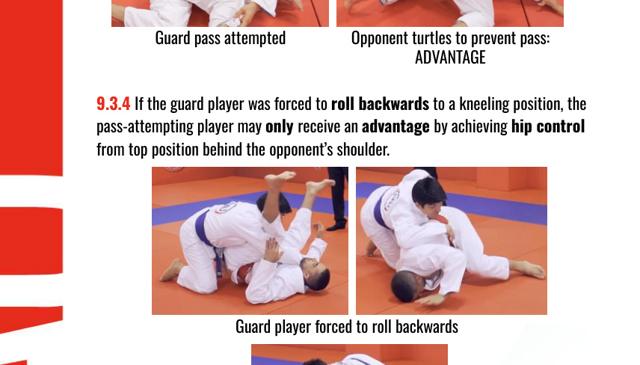 Guard pass attempted
Opponent turtles to prevent pass:
ADVANTAGE
9.3.4 If the guard player was forced to roll backwards to a kneeling position, the
pass-attempting player may only receive an advantage by achieving hip control
from top position behind the opponent’s shoulder.
Guard player forced to roll backwards